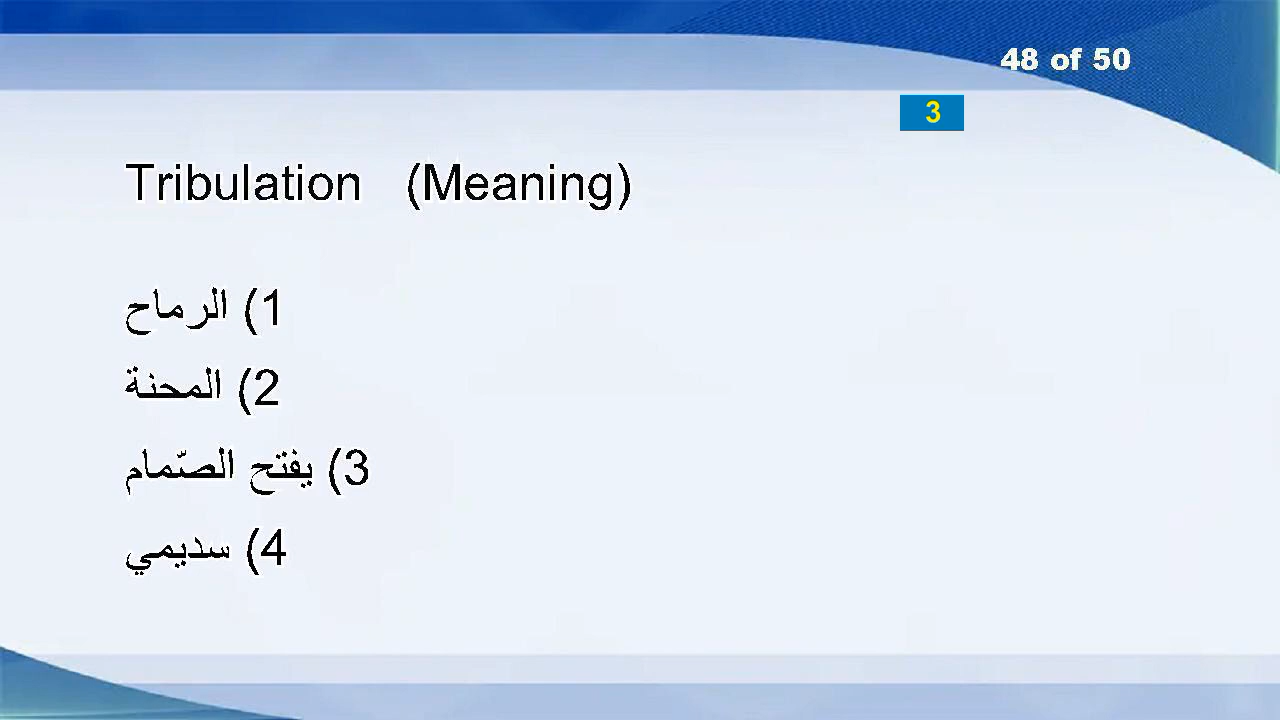 48 of 50
3
Tribulation (Meaning)
1) الرماح
2) المحنة
3) يفتح الصّمام
4) سديمي